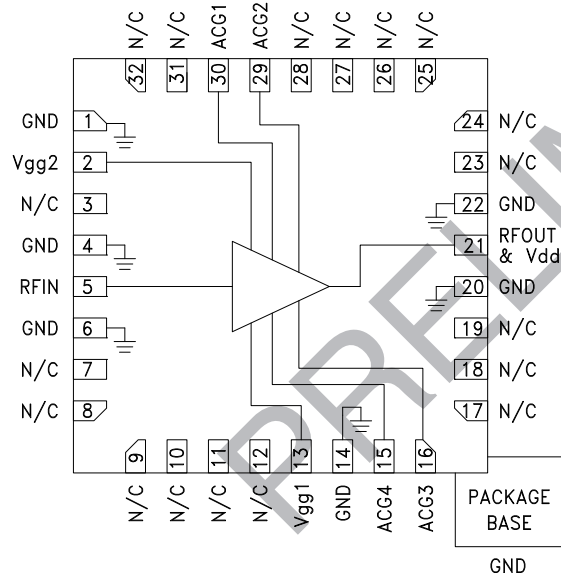 N/C N/C ACG1 ACG2 N/C N/C N/C N/C
32 31 30 29 28 27 26 25
GND 1
Vgg2 2
N/C 3
GND 4
RFIN 5
GND 6
N/C 7
N/C 8
24 N/C
23 N/C
22 GND
21 RFOUT & Vdd
20 GND
19 N/C
18 N/C
17 N/C
9 10 11 12 13 14 15 16
N/C N/C N/C N/C Vgg1 GND ACG4 ACG3
PACKAGE
BASE
GND